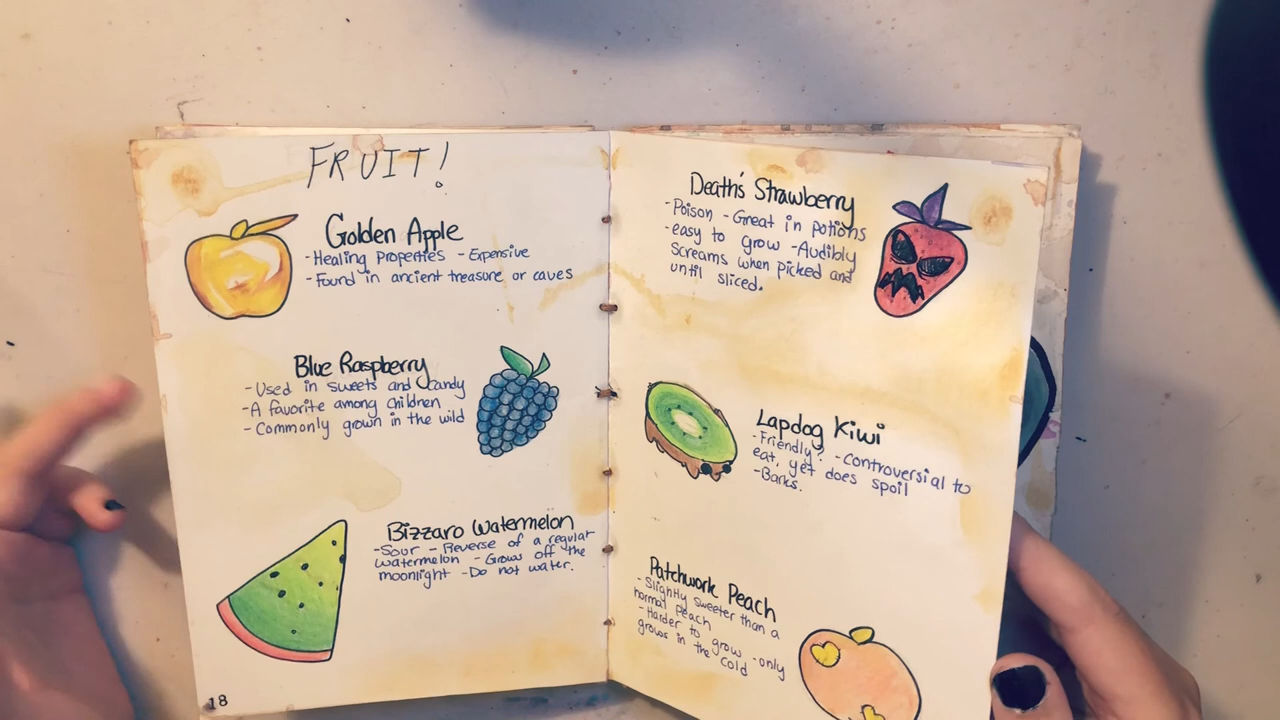 FRUIT!
Golden Apple
-Healing properties -Expensive
-Found in ancient treasure or caves
Blue Raspberry
-Used in sweets and candy
-A favorite among children
-Commonly grown in the wild
Bizzaro Watermelon
-Sour -Reverse of a regular
watermelon -Grows off the
moonlight -Do not water.
18
Death's Strawberry
-Poison -Great in potions
-easy to grow -Audibly
screams when picked and
until sliced.
Lapdog Kiwi
-Friendly! -Controversial to
eat, yet does spoil
-Barks.
Patchwork Peach
-Slightly sweeter than a
normal peach
-Harder to grow -only
grows in the cold